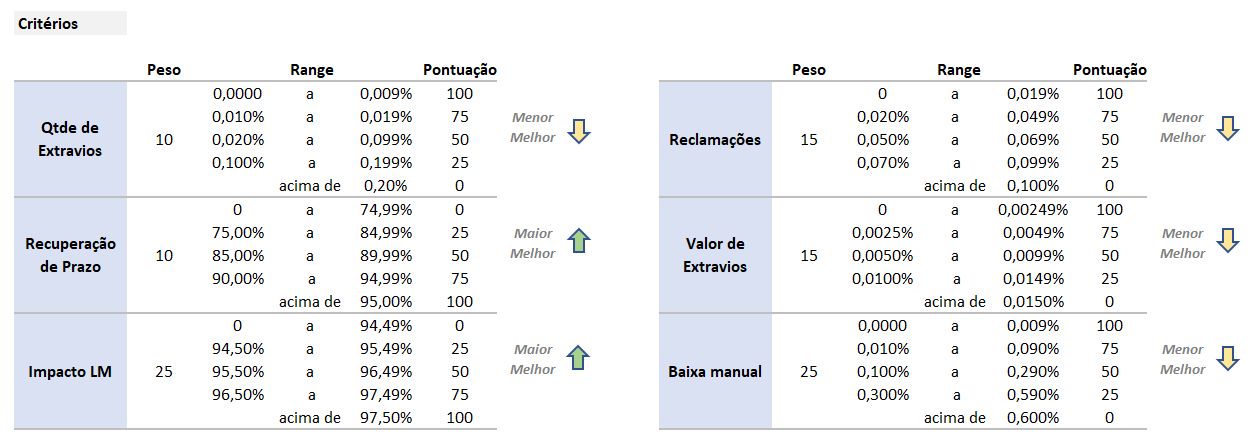 Critérios
Peso Range Pontuação
Qtde de Extravios 10
0,0000 a 0,009% 100
0,010% a 0,019% 75
0,020% a 0,099% 50
0,100% a 0,199% 25
acima de 0,20% 0
Menor Melhor
Recuperação de Prazo 10
0 a 74,99% 0
75,00% a 84,99% 25
85,00% a 89,99% 50
90,00% a 94,99% 75
acima de 95,00% 100
Maior Melhor
Impacto LM 25
0 a 94,49% 0
94,50% a 95,49% 25
95,50% a 96,49% 50
96,50% a 97,49% 75
acima de 97,50% 100
Maior Melhor
Peso Range Pontuação
Reclamações 15
0 a 0,019% 100
0,020% a 0,049% 75
0,050% a 0,069% 50
0,070% a 0,099% 25
acima de 0,100% 0
Menor Melhor
Valor de Extravios 15
0 a 0,00249% 100
0,0025% a 0,0049% 75
0,0050% a 0,0099% 50
0,0100% a 0,0149% 25
acima de 0,0150% 0
Menor Melhor
Baixa manual 25
0,0000 a 0,009% 100
0,010% a 0,090% 75
0,100% a 0,290% 50
0,300% a 0,590% 25
acima de 0,600% 0
Menor Melhor